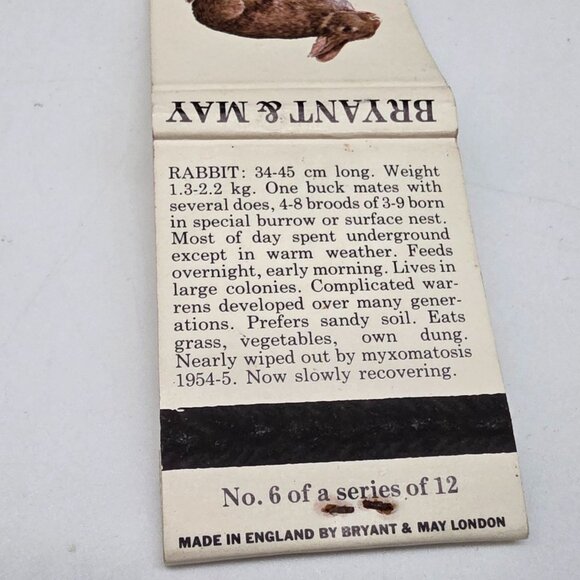 BRYANT & MAY
RABBIT: 34-45 cm long. Weight
1.3-2.2 kg. One buck mates with
several does, 4-8 broods of 3-9 born
in special burrow or surface nest.
Most of day spent underground
except in warm weather. Feeds
overnight, early morning. Lives in
large colonies. Complicated war-
rens developed over many gener-
ations. Prefers sandy soil. Eats
grass, vegetables, own dung.
Nearly wiped out by myxomatosis
1954-5. Now slowly recovering.
No. 6 of a series of 12
MADE IN ENGLAND BY BRYANT & MAY LONDON